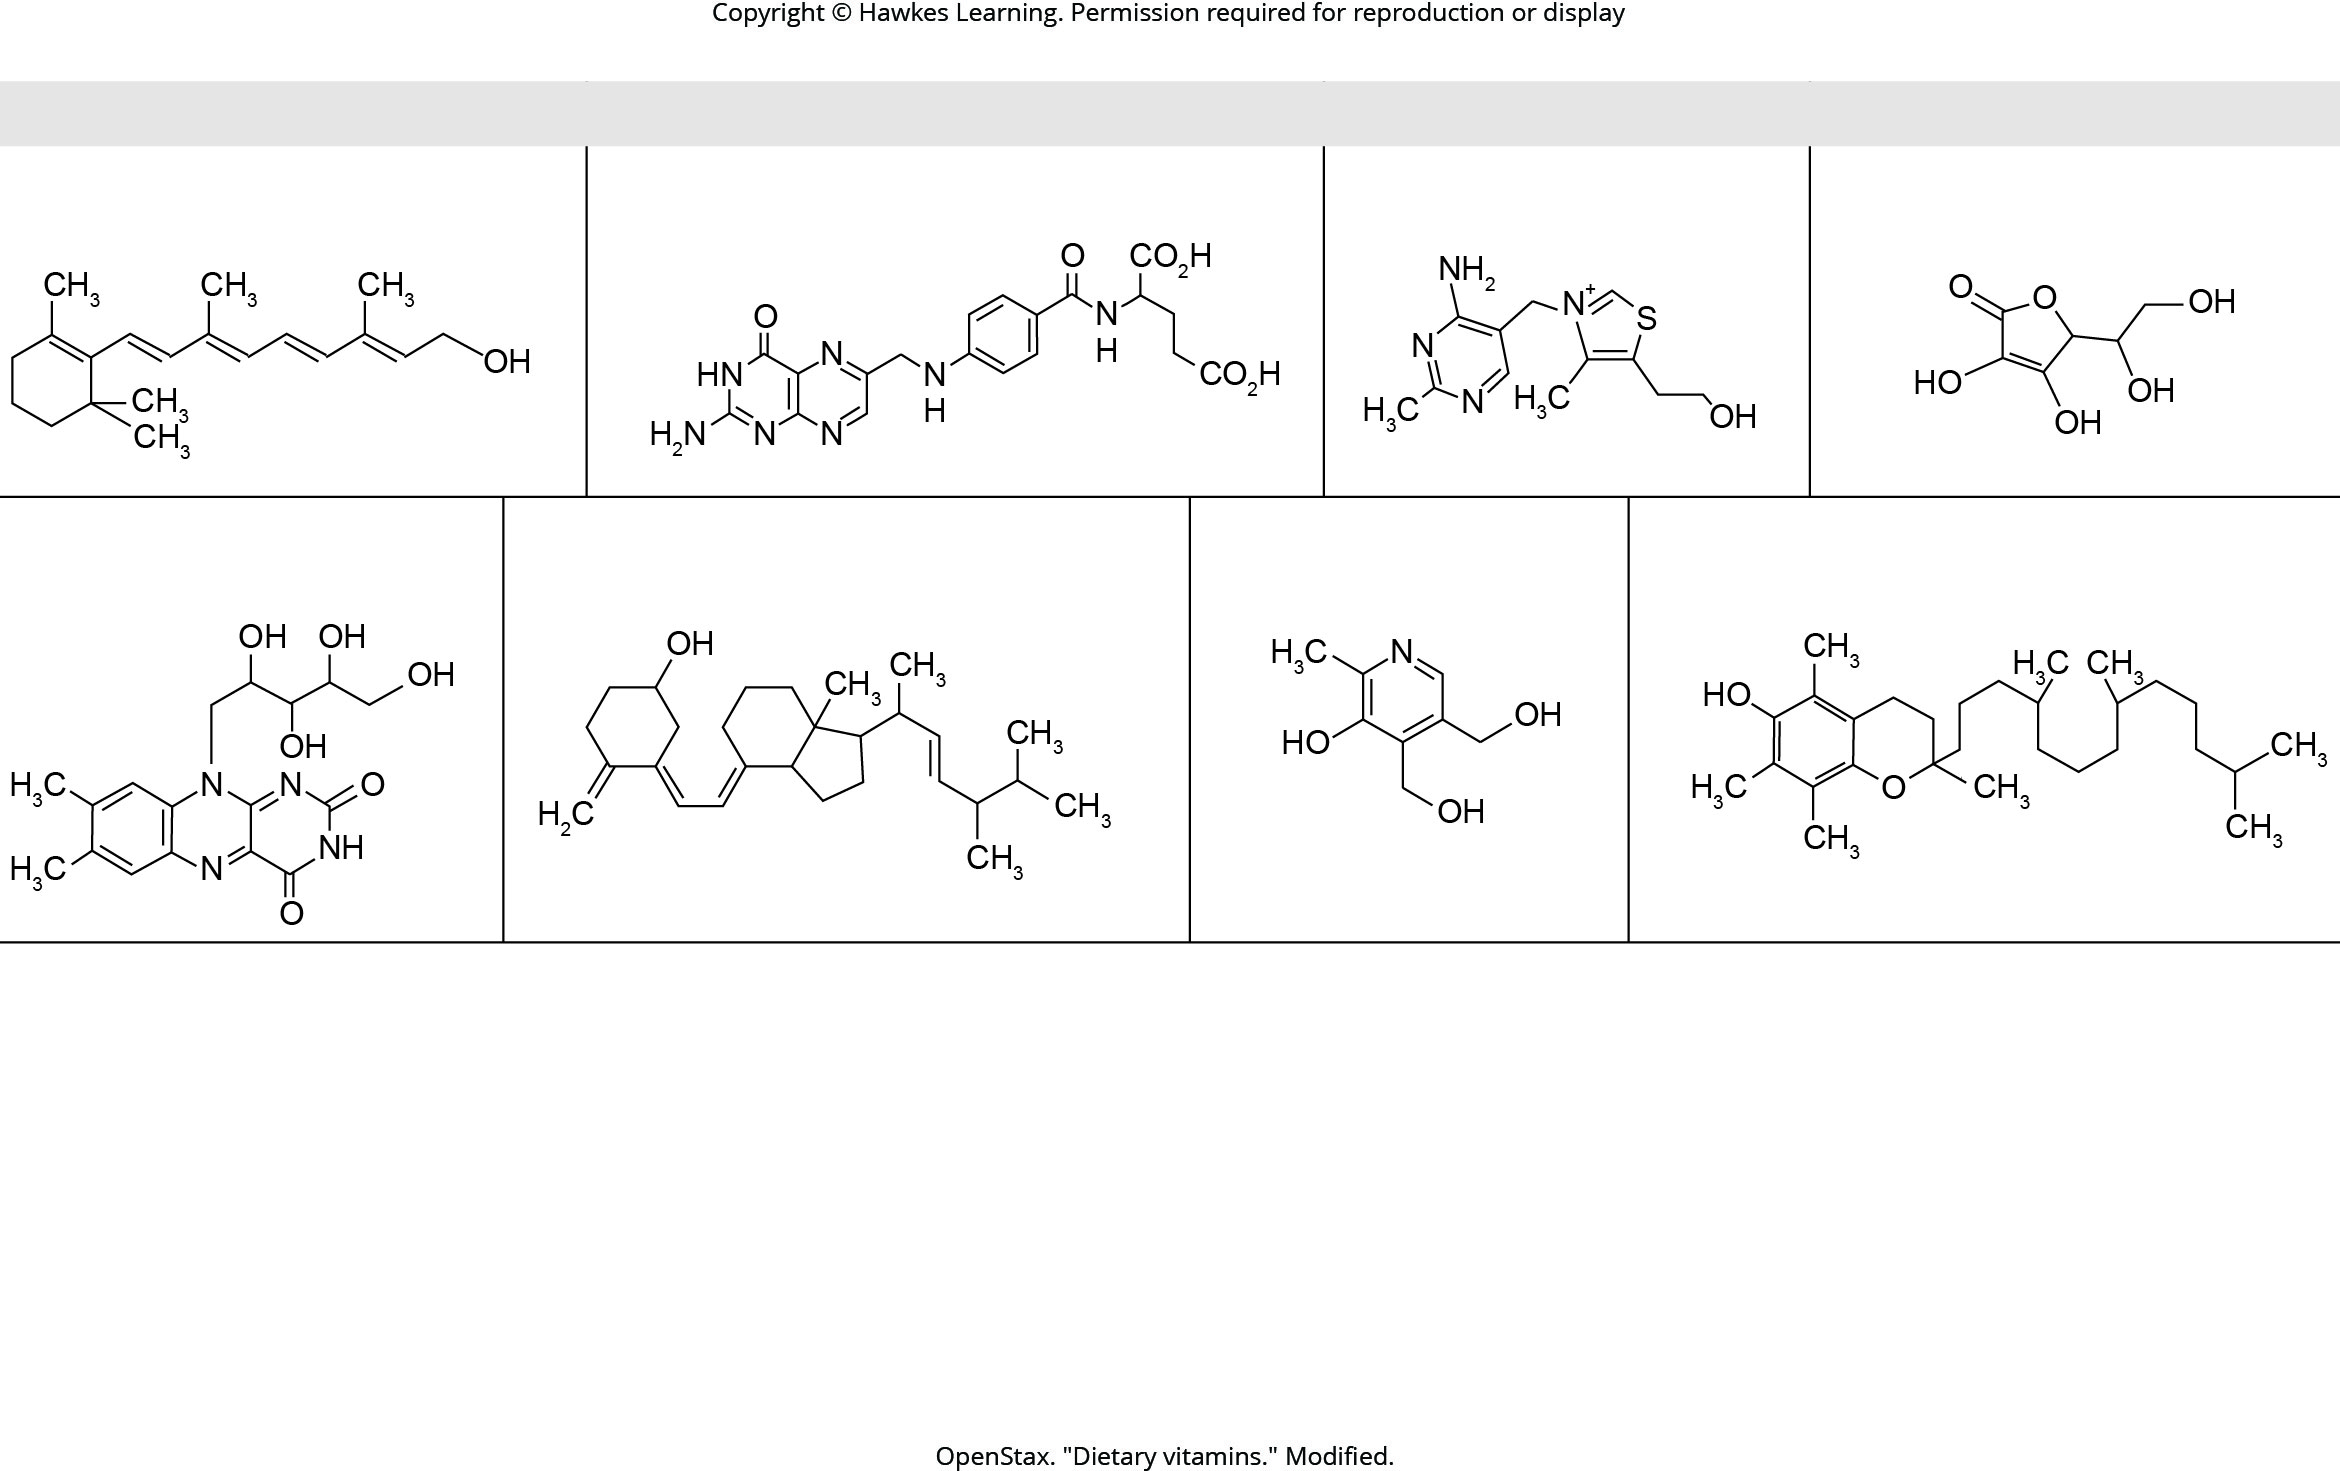 Copyright © Hawkes Learning. Permission required for reproduction or display
CH3 CH3 CH3
OH
CH3
CH3
O CO2H
O
N
HN N N H
H CO2H
H2N N N
NH2
N+
S
N
H3C N H3C OH
O O OH
HO OH
OH
OH OH
OH
OH
H3C N N O
NH
H3C N
O
OH
CH3 CH3
CH3
H2C CH3
CH3
H3C N
HO OH
OH
CH3
HO H3C CH3
CH3
H3C O CH3
CH3 CH3
OpenStax. "Dietary vitamins." Modified.